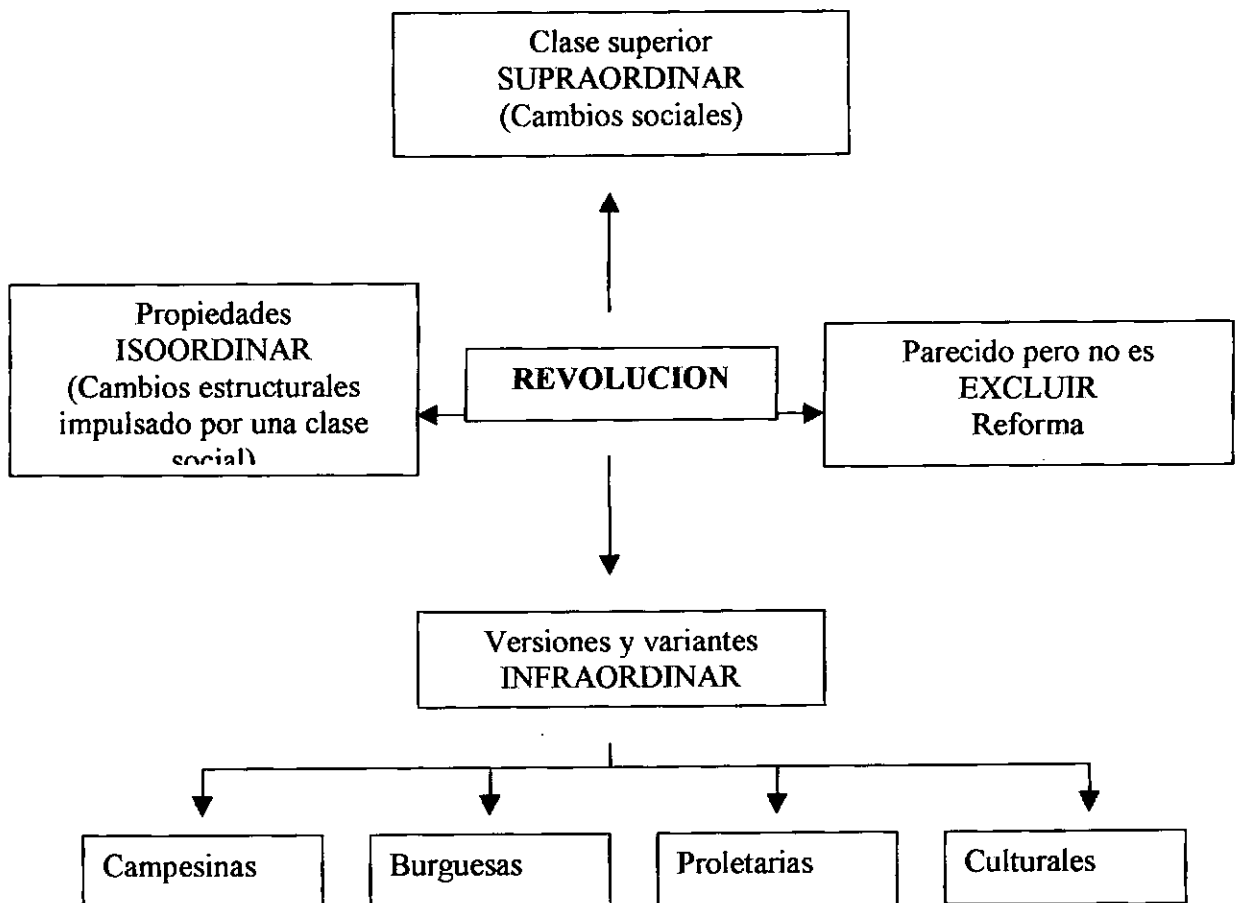 Clase superior
SUPRAORDINAR
(Cambios sociales)
Propiedades
ISOORDINAR
(Cambios estructurales
impulsado por una clase
social)
REVOLUCION
Parecido pero no es
EXCLUIR
Reforma
Versiones y variantes
INFRAORDINAR
Campesinas
Burguesas
Proletarias
Culturales